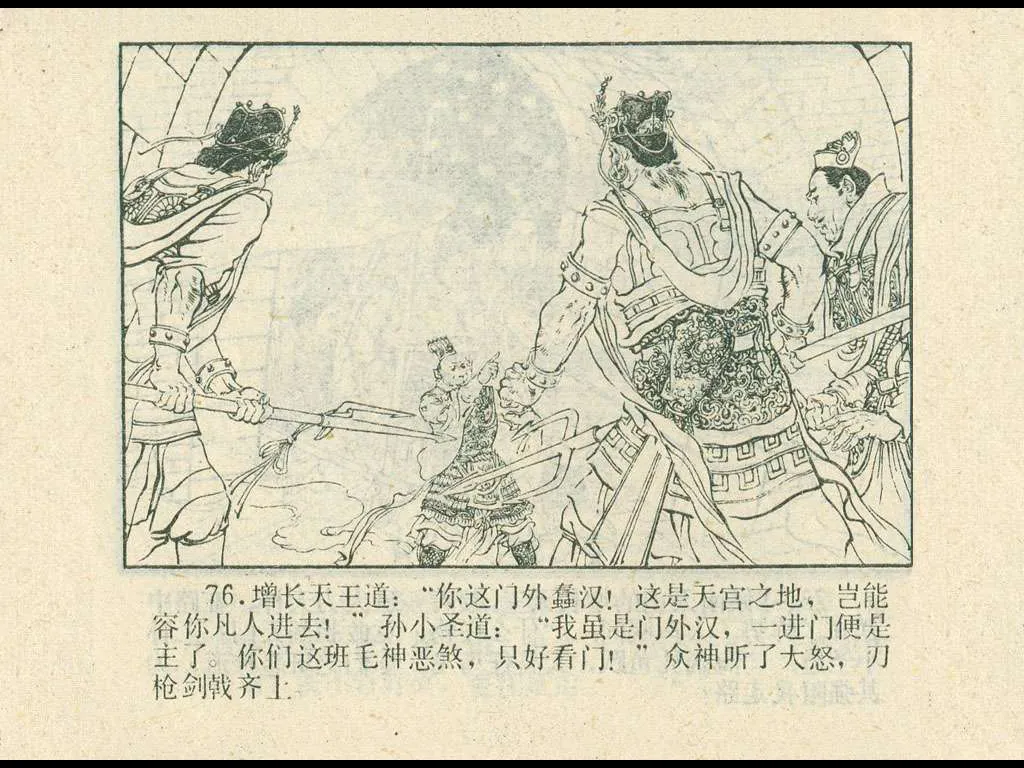 76.增长天王道：“你这门外蠢汉！这是天宫之地，岂能
容你凡人进去！”孙小圣道：“我虽是门外汉，一进门便是
主了。你们这班毛神恶煞，只好看门！”众神听了大怒，刃
枪剑戟齐上